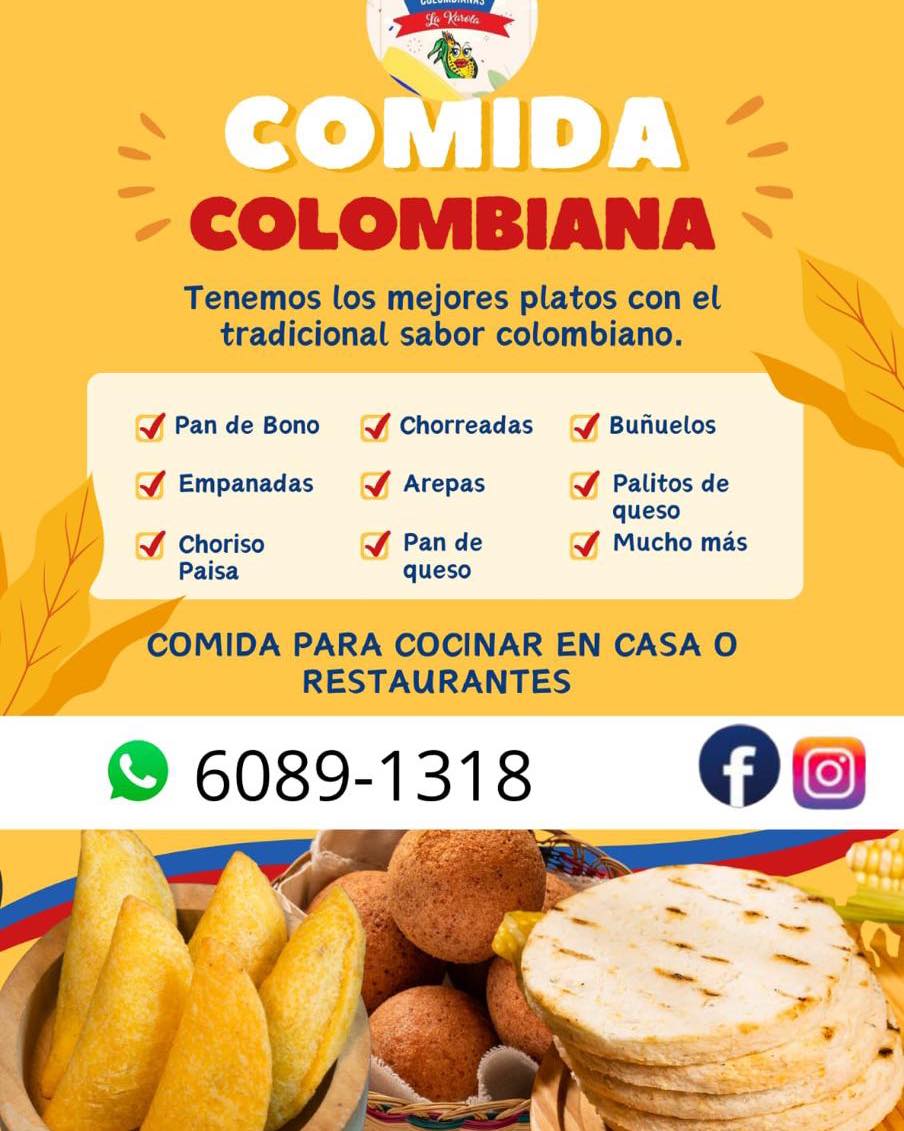 COLOMBIANAS
La Karola
COMIDA
COLOMBIANA
Tenemos los mejores platos con el
tradicional sabor colombiano.
Pan de Bono
Chorreadas
Buñuelos
Empanadas
Arepas
Palitos de
queso
Choriso
Paisa
Pan de
queso
Mucho más
COMIDA PARA COCINAR EN CASA O
RESTAURANTES
6089-1318